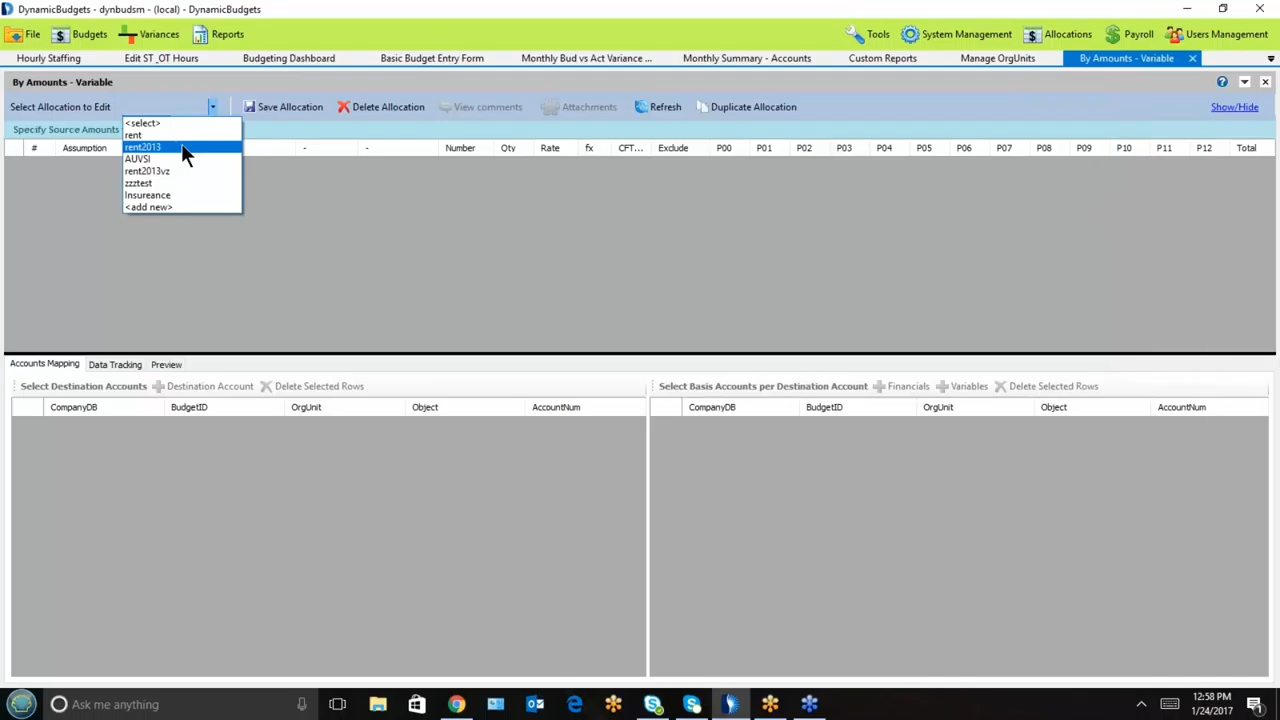 DynamicBudgets - dynbudsm - (local) - DynamicBudgets
File Budgets Variances Reports Tools System Management Allocations Payroll Users Management
Hourly Staffing Edit ST_OT Hours Budgeting Dashboard Basic Budget Entry Form Monthly Bud vs Act Variance ... Monthly Summary - Accounts Custom Reports Manage OrgUnits By Amounts - Variable
By Amounts - Variable
Select Allocation to Edit Save Allocation Delete Allocation View comments Attachments Refresh Duplicate Allocation Show/Hide
Specify Source Amounts
# Assumption - - Number Qty Rate fx CFT... Exclude P00 P01 P02 P03 P04 P05 P06 P07 P08 P09 P10 P11 P12 Total
<select>
rent
rent2013
AUVSI
rent2013vz
zzztest
Insureance
<add new>
Accounts Mapping Data Tracking Preview
Select Destination Accounts Destination Account Delete Selected Rows Select Basis Accounts per Destination Account Financials Variables Delete Selected Rows
CompanyDB BudgetID OrgUnit Object AccountNum CompanyDB BudgetID OrgUnit Object AccountNum
Ask me anything
12:58 PM
1/24/2017